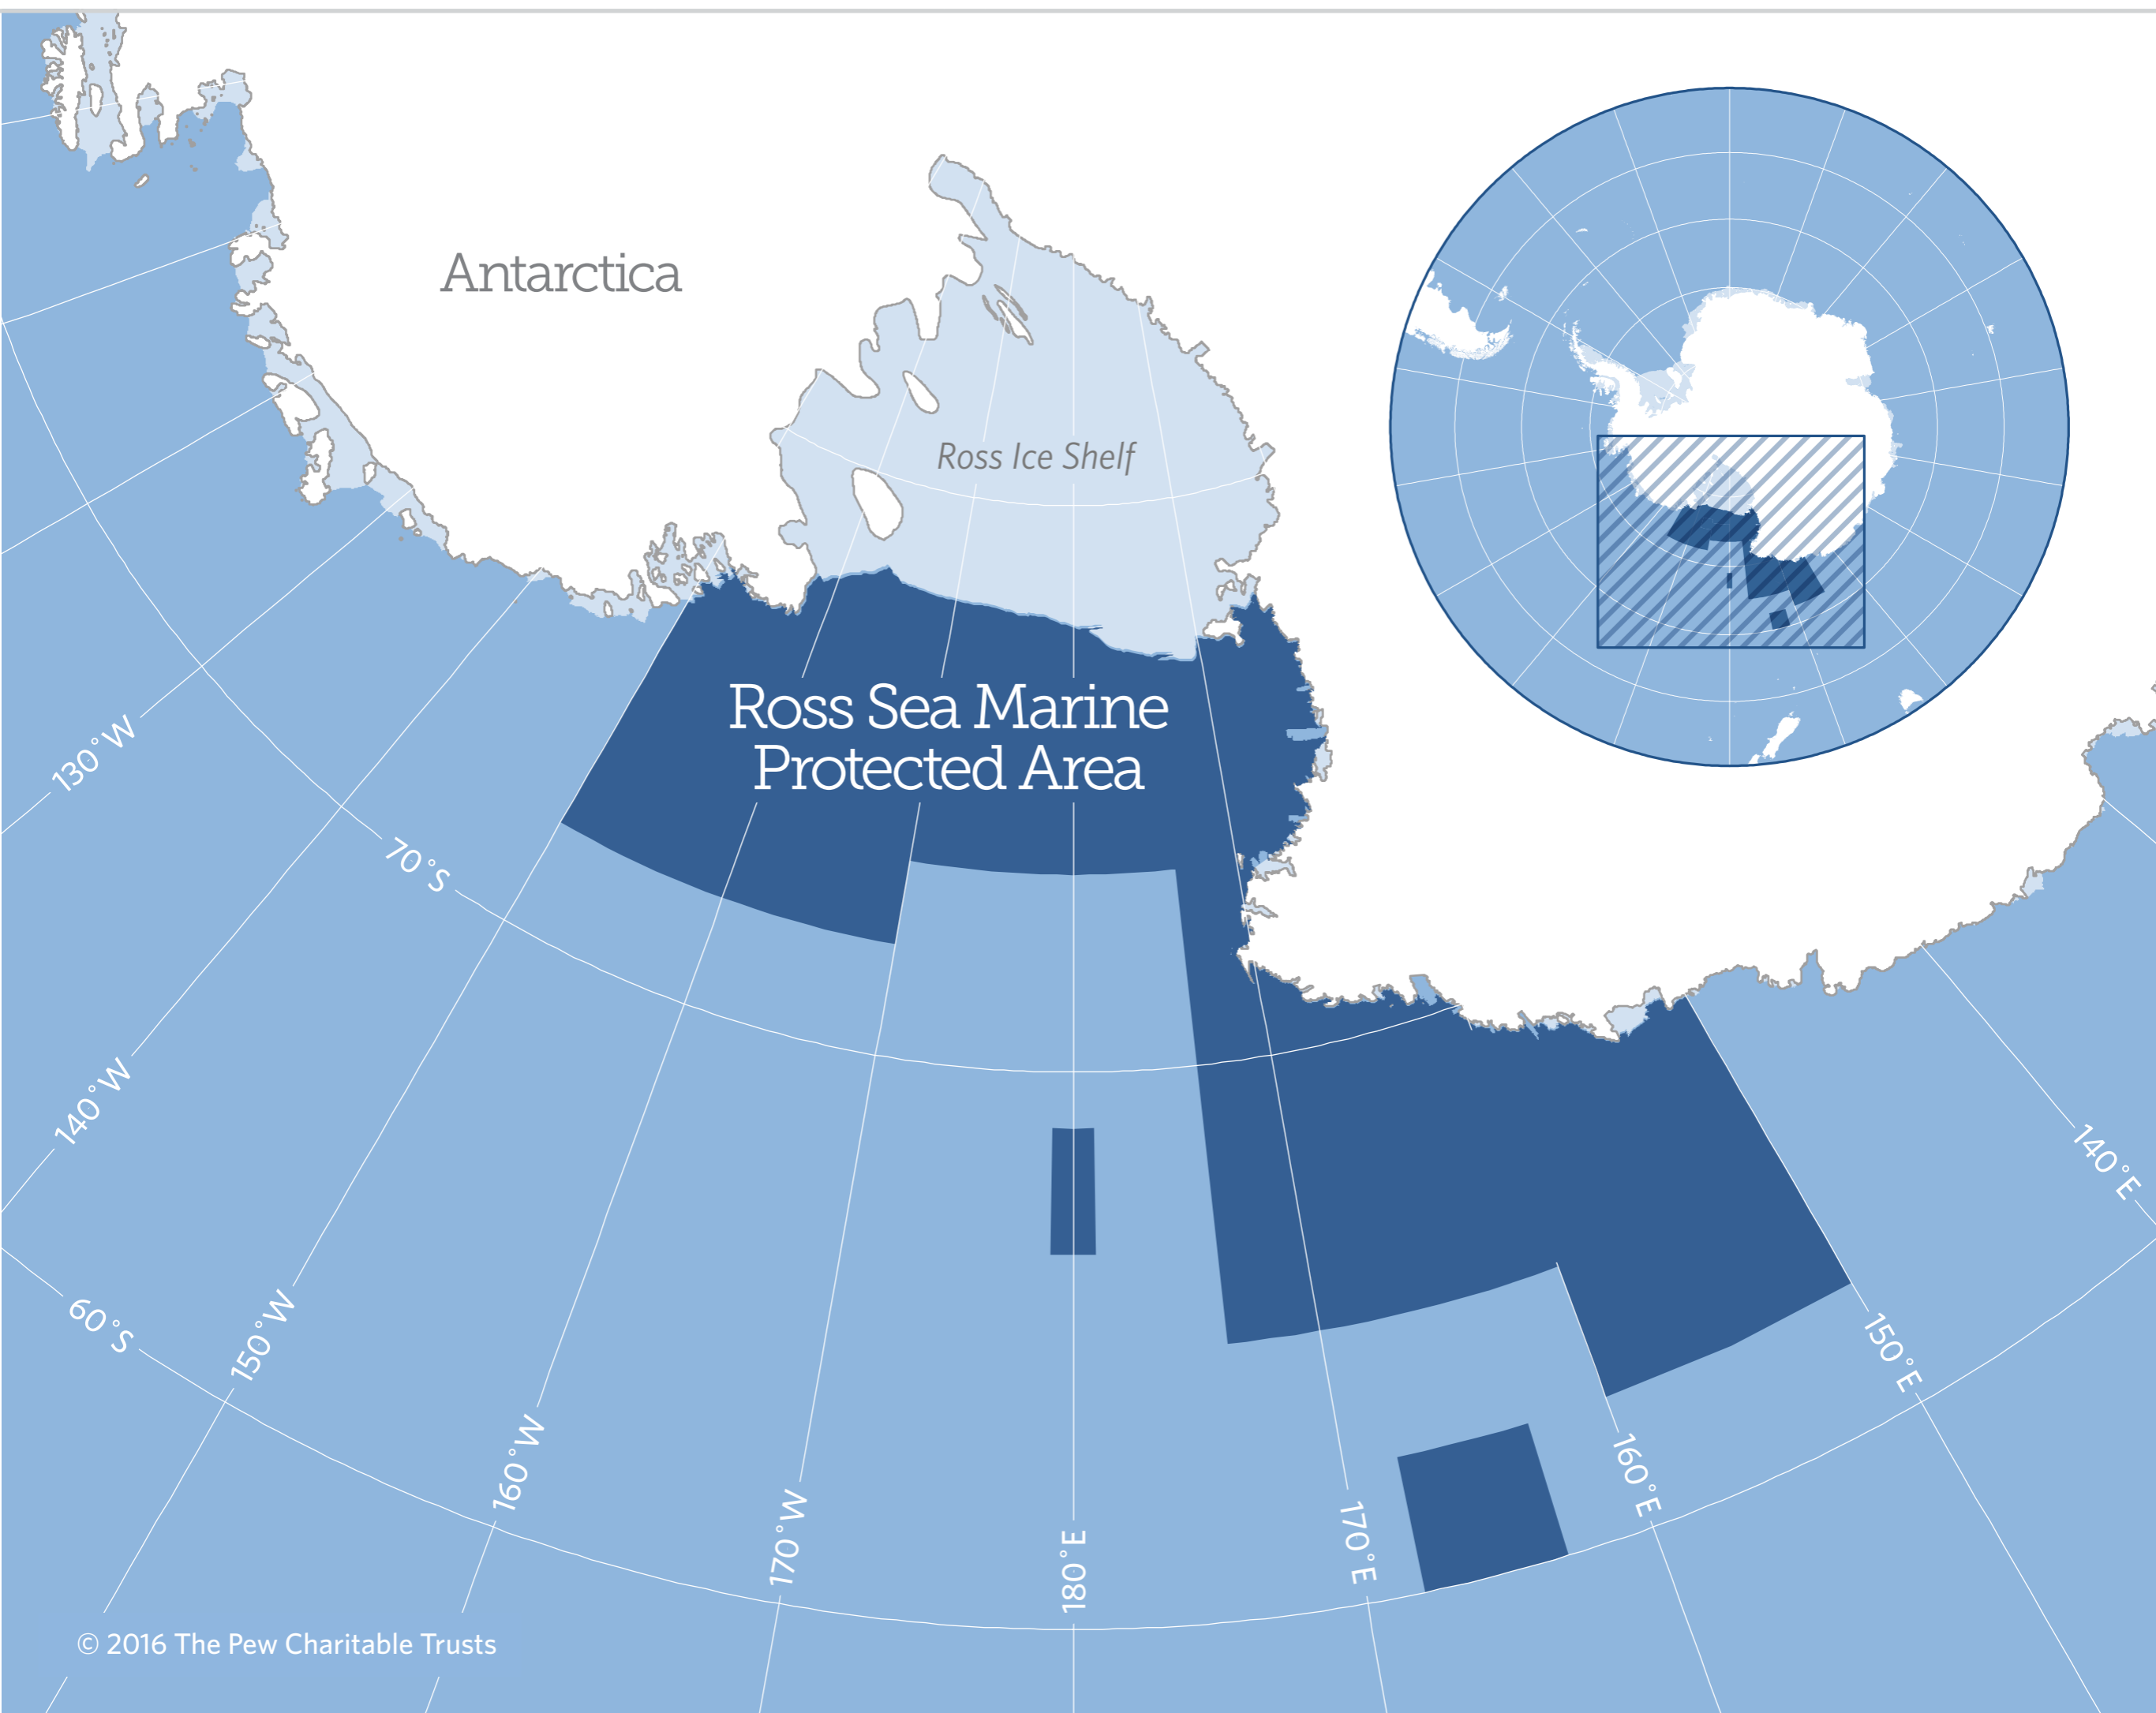 Antarctica
Ross Ice Shelf
Ross Sea Marine
Protected Area
130°W
70°S
140°W
140°E
60°S
150°W
150°E
160°W
160°E
170°W
180°E
170°E
© 2016 The Pew Charitable Trusts